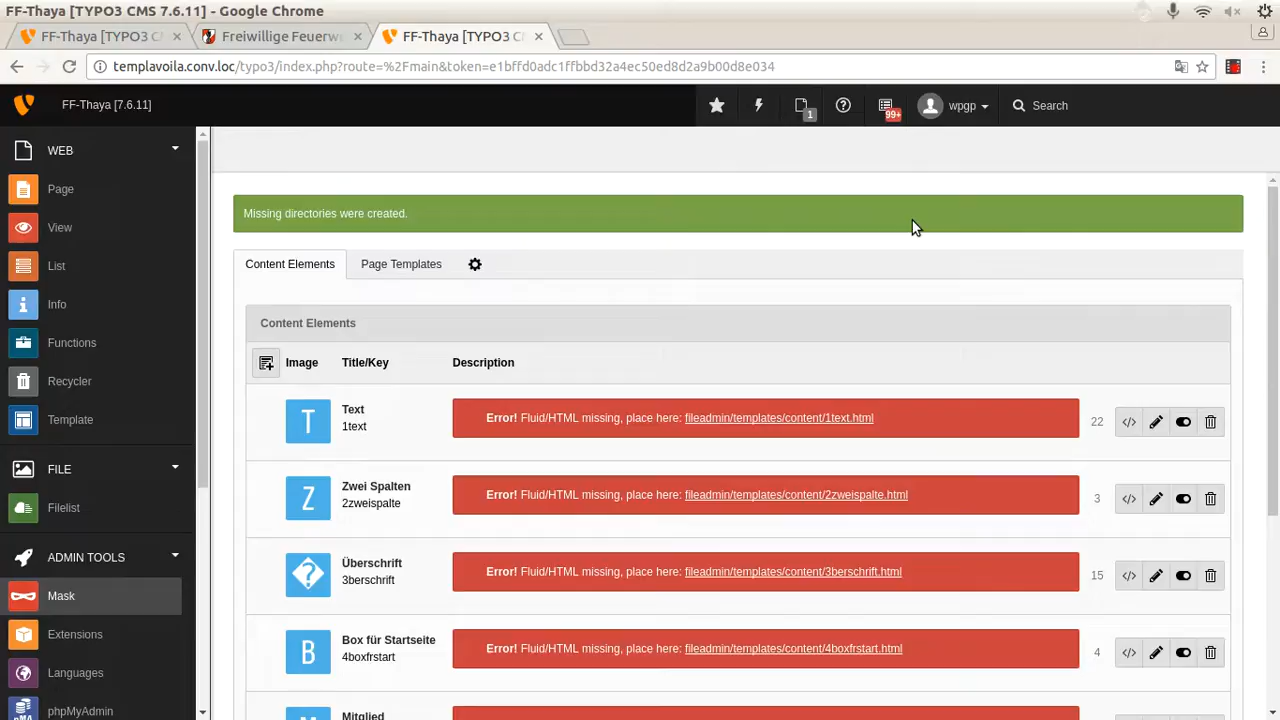 FF-Thaya [TYPO3 CMS 7.6.11] - Google Chrome
FF-Thaya [TYPO3 C
Freiwillige Feuerw
FF-Thaya [TYPO3 C
templavoila.conv.loc/typo3/index.php?route=%2Fmain&token=e1bffd0adc1ffbbd32a4ec50ed8d2a9b00d8e034
FF-Thaya [7.6.11]
1
99+
wpgp
Search
WEB
Page
View
List
Info
Functions
Recycler
Template
FILE
Filelist
ADMIN TOOLS
Mask
Extensions
Languages
phpMyAdmin
Missing directories were created.
Content Elements
Page Templates
Content Elements
Image Title/Key Description
T
Text
1text
Error! Fluid/HTML missing, place here: fileadmin/templates/content/1text.html
22
Z
Zwei Spalten
2zweispalte
Error! Fluid/HTML missing, place here: fileadmin/templates/content/2zweispalte.html
3
Überschrift
3berschrift
Error! Fluid/HTML missing, place here: fileadmin/templates/content/3berschrift.html
15
B
Box für Startseite
4boxfrstart
Error! Fluid/HTML missing, place here: fileadmin/templates/content/4boxfrstart.html
4
Mitglied